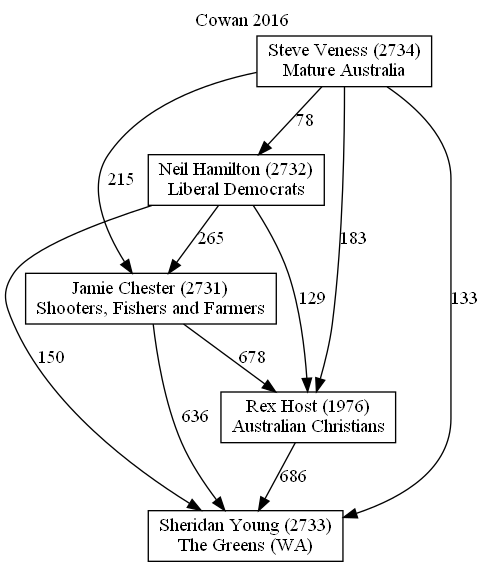 Cowan 2016
Steve Veness (2734)
Mature Australia
78
Neil Hamilton (2732)
Liberal Democrats
215
265
183
Jamie Chester (2731)
Shooters, Fishers and Farmers
129
133
150
678
Rex Host (1976)
Australian Christians
636
686
Sheridan Young (2733)
The Greens (WA)